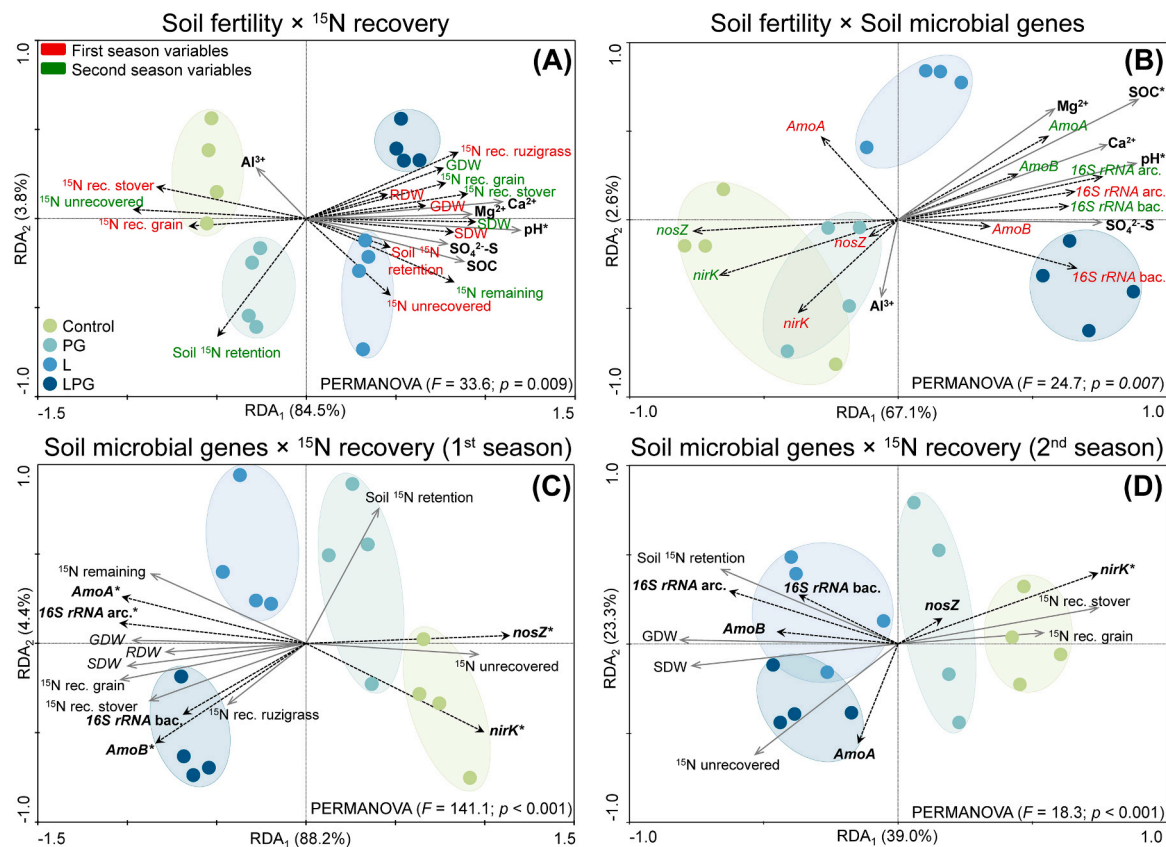 Soil fertility × ¹⁵N recovery
1.0
First season variables
Second season variables
(A)
Al³⁺
¹⁵N rec. ruzigrass
GDW
¹⁵N rec. stover
¹⁵N rec. grain
RDW
¹⁵N rec. stover
¹⁵N unrecovered
GDW
Ca²⁺
Mg²⁺
¹⁵N rec. grain
SDW
pH*
SDW
SO₄²⁻-S
Soil ¹⁵N
retention
SOC
¹⁵N remaining
¹⁵N unrecovered
Control
PG
L
LPG
Soil ¹⁵N retention
PERMANOVA (F = 33.6; p = 0.009)
RDA₂ (3.8%)
-1.0
-1.5
RDA₁ (84.5%)
1.5
Soil fertility × Soil microbial genes
1.0
(B)
SOC*
Mg²⁺
AmoA
AmoA
Ca²⁺
AmoB
pH*
16S rRNA arc.
16S rRNA arc.
16S rRNA bac.
nosZ
nosZ
AmoB
SO₄²⁻-S
nirK
16S rRNA bac.
Al³⁺
nirK
PERMANOVA (F = 24.7; p = 0.007)
RDA₂ (2.6%)
-1.0
-1.0
RDA₁ (67.1%)
1.0
Soil microbial genes × ¹⁵N recovery (1st season)
1.0
(C)
Soil ¹⁵N retention
¹⁵N remaining
AmoA*
16S rRNA arc.*
GDW
RDW
SDW
nosZ*
¹⁵N unrecovered
¹⁵N rec. grain
¹⁵N rec. stover
16S rRNA bac.
¹⁵N rec. ruzigrass
AmoB*
nirK*
PERMANOVA (F = 141.1; p < 0.001)
RDA₂ (4.4%)
-1.0
-1.5
RDA₁ (88.2%)
1.5
Soil microbial genes × ¹⁵N recovery (2nd season)
1.0
(D)
Soil ¹⁵N retention
16S rRNA arc.
16S rRNA bac.
nirK*
nosZ
¹⁵N rec. stover
AmoB
GDW
¹⁵N rec. grain
SDW
¹⁵N unrecovered
AmoA
PERMANOVA (F = 18.3; p < 0.001)
RDA₂ (23.3%)
-1.0
-1.0
RDA₁ (39.0%)
1.0